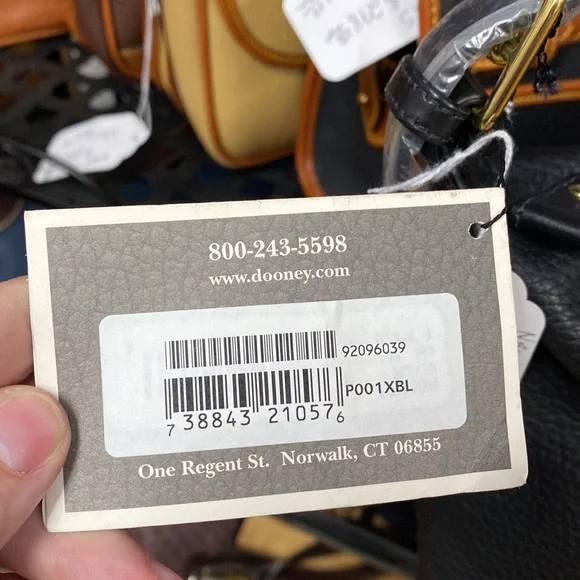 800-243-5598
www.dooney.com
92096039
P001XBL
7 38843 21057 6
One Regent St. Norwalk, CT 06855